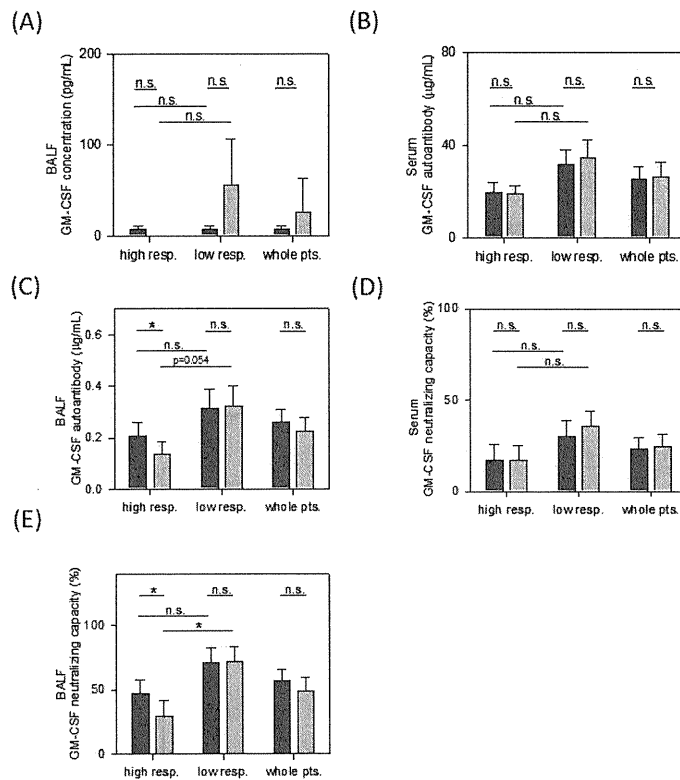 (A)
BALF
GM-CSF concentration (pg/mL)
200
100
0
n.s.
n.s.
n.s.
n.s.
n.s.
high resp.
low resp.
whole pts.
(B)
Serum
GM-CSF autoantibody (µg/mL)
80
40
0
n.s.
n.s.
n.s.
n.s.
n.s.
high resp.
low resp.
whole pts.
(C)
BALF
GM-CSF autoantibody (µg/mL)
0.6
0.4
0.2
0.0
*
n.s.
n.s.
n.s.
p=0.054
high resp.
low resp.
whole pts.
(D)
Serum
GM-CSF neutralizing capacity (%)
100
50
0
n.s.
n.s.
n.s.
n.s.
n.s.
high resp.
low resp.
whole pts.
(E)
BALF
GM-CSF neutralizing capacity (%)
100
50
0
*
n.s.
n.s.
n.s.
*
high resp.
low resp.
whole pts.